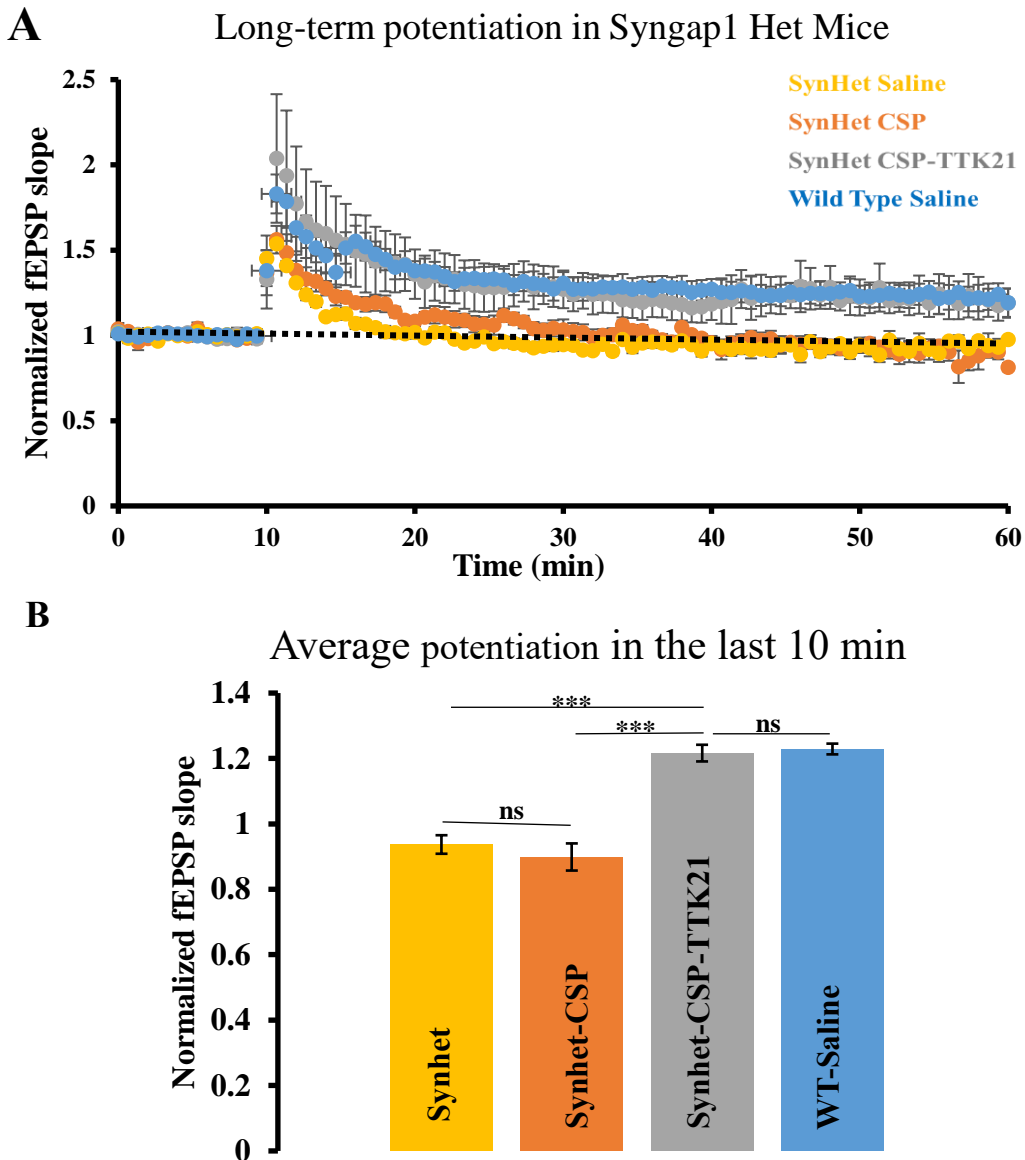 A
Long-term potentiation in Syngap1 Het Mice
2.5
2
1.5
1
0.5
0
Normalized fEPSP slope
SynHet Saline
SynHet CSP
SynHet CSP-TTK21
Wild Type Saline
0 10 20 30 40 50 60
Time (min)
B
Average potentiation in the last 10 min
1.4
1.2
1
0.8
0.6
0.4
0.2
0
Normalized fEPSP slope
***
*** ns
ns
Synhet
Synhet-CSP
Synhet-CSP-TTK21
WT-Saline